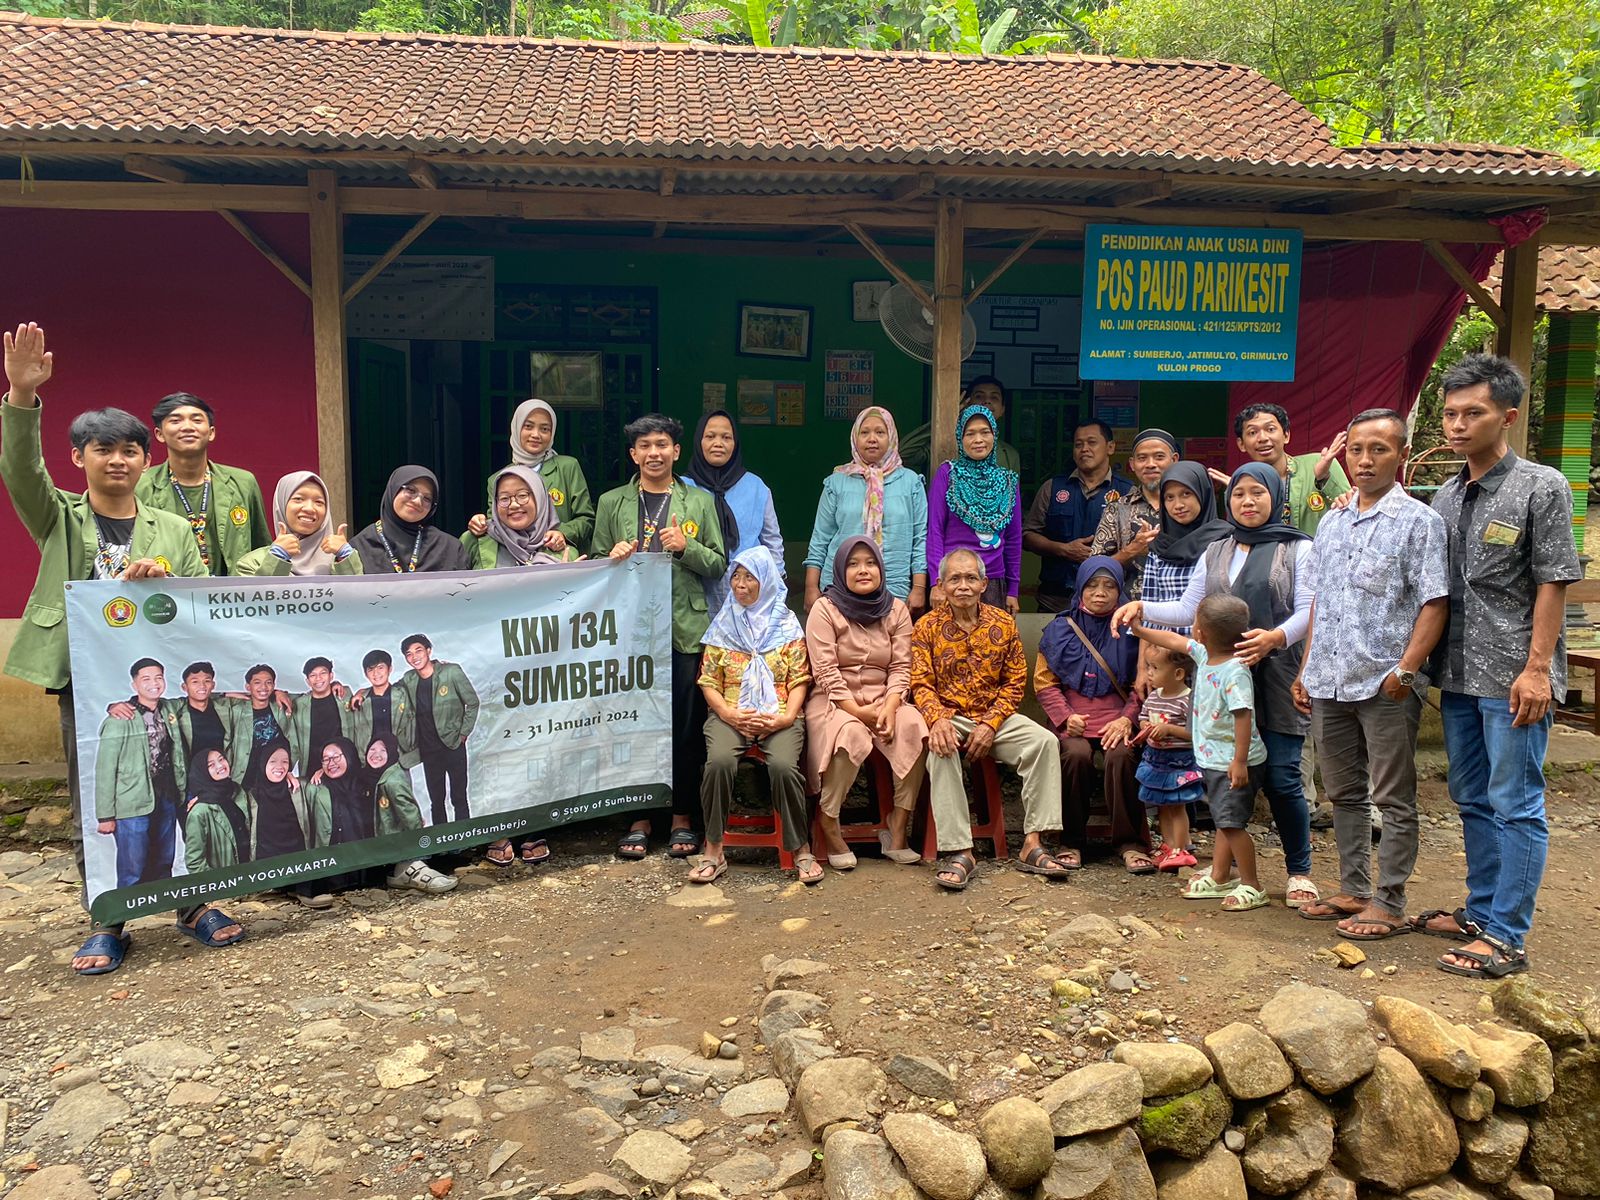 PENDIDIKAN ANAK USIA DINI
POS PAUD PARIKESIT
NO. IJIN OPERASIONAL : 421/125/KPTS/2012
ALAMAT : SUMBERJO, JATIMULYO, GIRIMULYO
KULON PROGO
STRUKTUR ORGANISASI
KKN AB.80.134
KULON PROGO
KKN 134
SUMBERJO
2 - 31 Januari 2024
storyofsumberjo
Story of Sumberjo
UPN "VETERAN" YOGYAKARTA